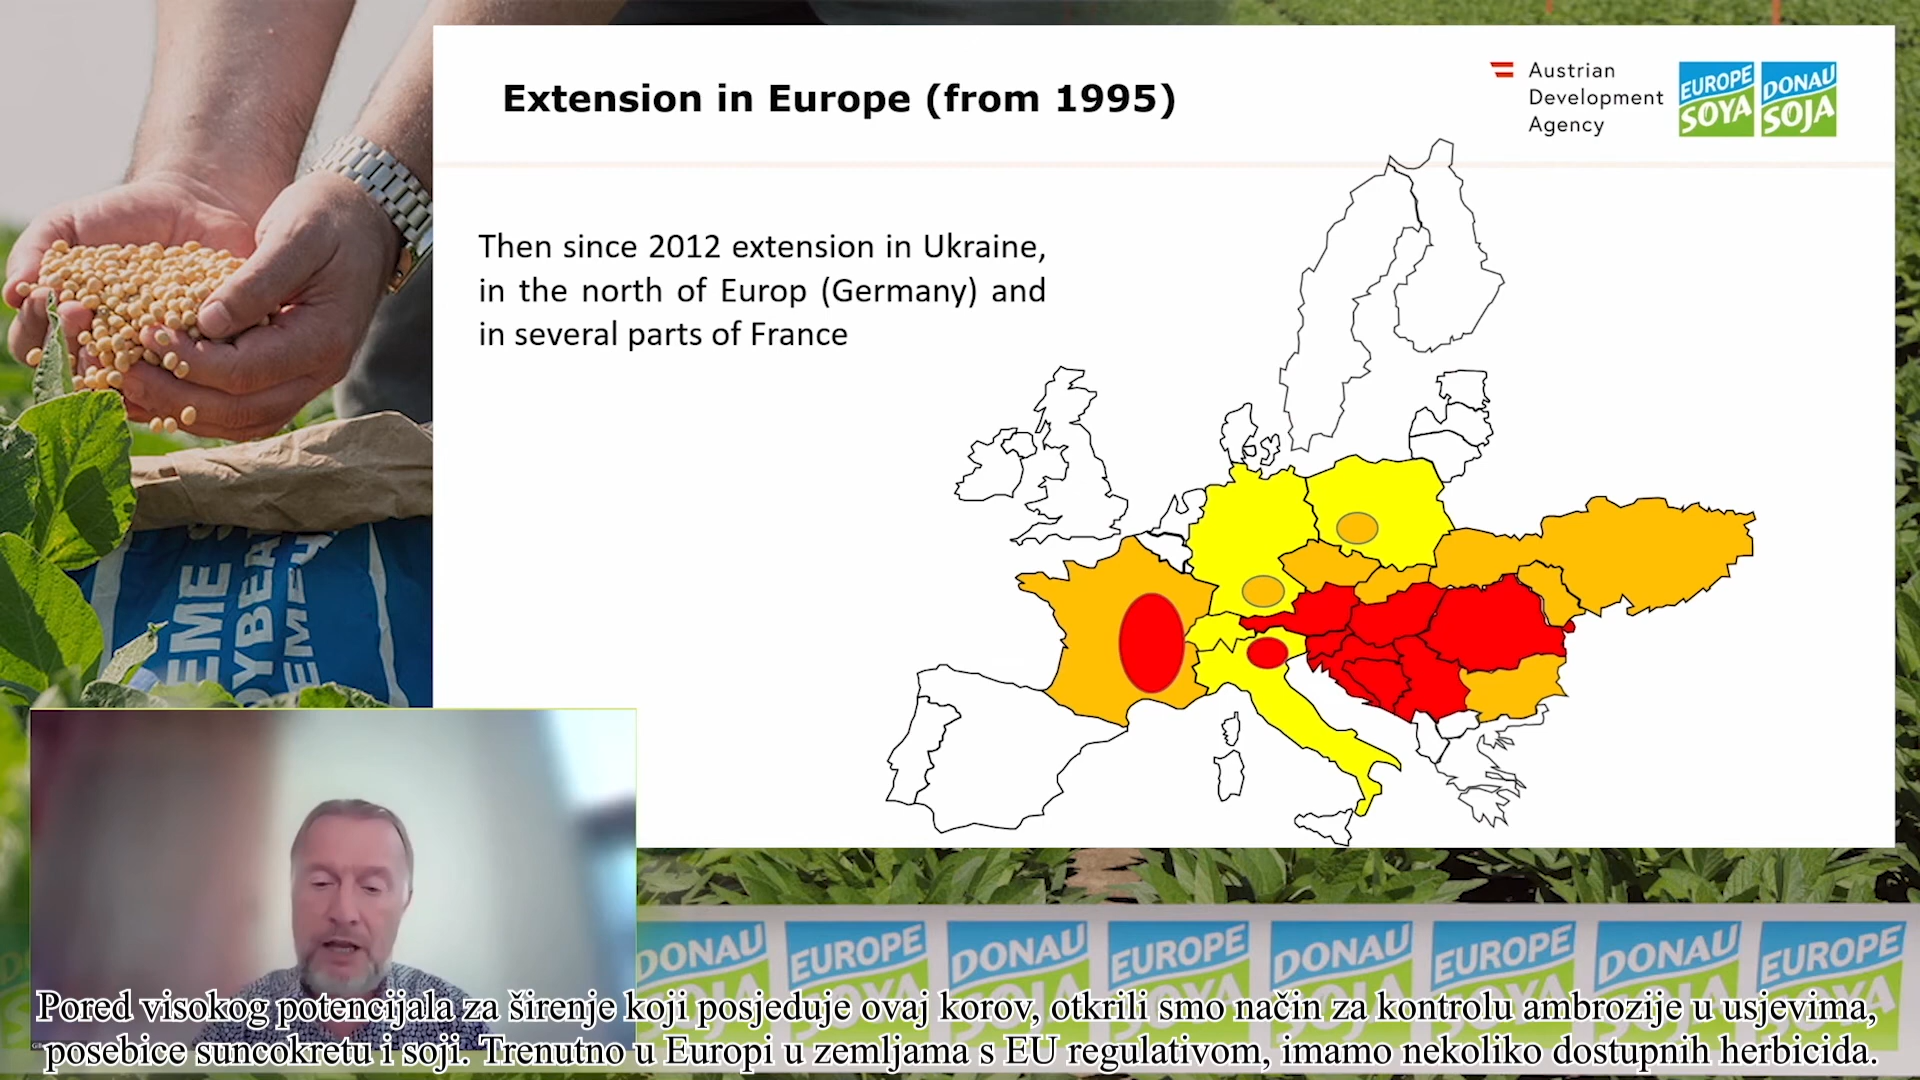 Extension in Europe (from 1995)
Austrian
Development
Agency
EUROPE
SOYA
DONAU
SOJA
Then since 2012 extension in Ukraine,
in the north of Europ (Germany) and
in several parts of France
DONAU EUROPE DONAU EUROPE DONAU EUROPE DONAU EUROPE
Pored visokog potencijala za širenje koji posjeduje ovaj korov, otkrili smo način za kontrolu ambrozije u usjevima,
posebice suncokretu i soji. Trenutno u Europi u zemljama s EU regulativom, imamo nekoliko dostupnih herbicida.